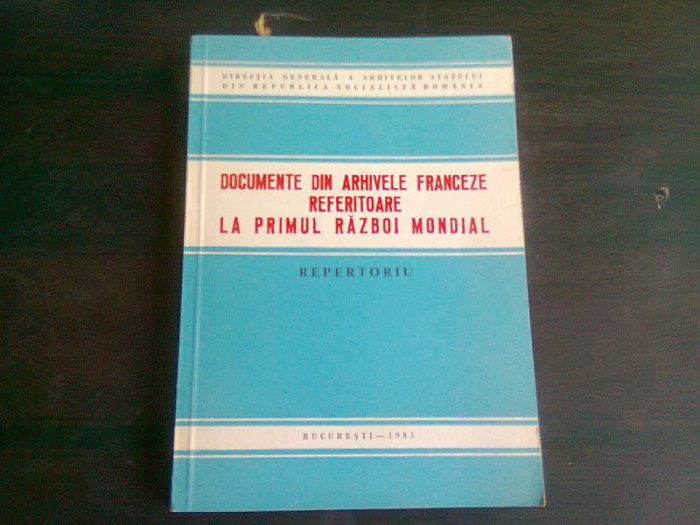 DIRECȚIA GENERALĂ A ARHIVELOR STATULUI
DIN REPUBLICA SOCIALISTĂ ROMÂNIA
DOCUMENTE DIN ARHIVELE FRANCEZE
REFERITOARE
LA PRIMUL RĂZBOI MONDIAL
REPERTORIU
BUCUREȘTI — 1983